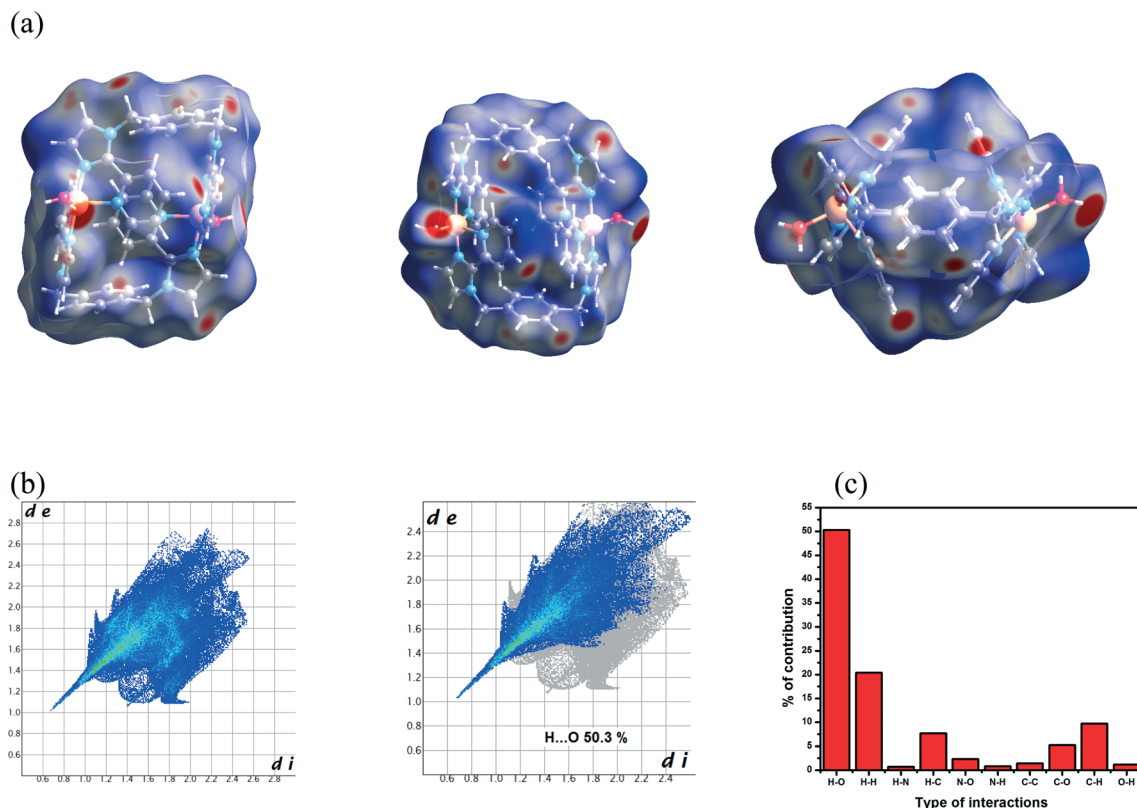 (a)
(b)
(c)
d e
2.8
2.6
2.4
2.2
2.0
1.8
1.6
1.4
1.2
1.0
0.8
0.6
d i
0.6 0.8 1.0 1.2 1.4 1.6 1.8 2.0 2.2 2.4 2.6 2.8
d e
2.4
2.2
2.0
1.8
1.6
1.4
1.2
1.0
0.8
0.6
H...O 50.3 %
d i
0.6 0.8 1.0 1.2 1.4 1.6 1.8 2.0 2.2 2.4
% of contribution
55
50
45
40
35
30
25
20
15
10
5
0
H-O H-H H-N H-C N-O N-H C-C C-O C-H O-H
Type of interactions